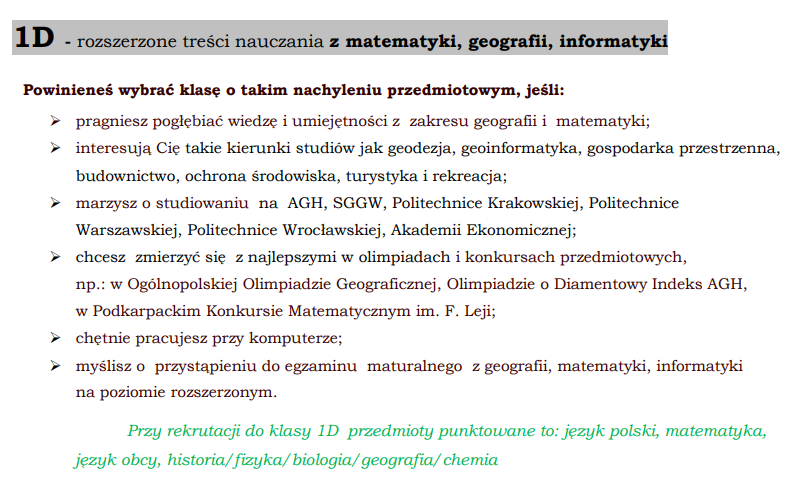 1D - rozszerzone treści nauczania z matematyki, geografii, informatyki
Powinieneś wybrać klasę o takim nachyleniu przedmiotowym, jeśli:
➢ pragniesz pogłębiać wiedzę i umiejętności z zakresu geografii i matematyki;
➢ interesują Cię takie kierunki studiów jak geodezja, geoinformatyka, gospodarka przestrzenna,
budownictwo, ochrona środowiska, turystyka i rekreacja;
➢ marzysz o studiowaniu na AGH, SGGW, Politechnice Krakowskiej, Politechnice
Warszawskiej, Politechnice Wrocławskiej, Akademii Ekonomicznej;
➢ chcesz zmierzyć się z najlepszymi w olimpiadach i konkursach przedmiotowych,
np.: w Ogólnopolskiej Olimpiadzie Geograficznej, Olimpiadzie o Diamentowy Indeks AGH,
w Podkarpackim Konkursie Matematycznym im. F. Leji;
➢ chętnie pracujesz przy komputerze;
➢ myślisz o przystąpieniu do egzaminu maturalnego z geografii, matematyki, informatyki
na poziomie rozszerzonym.
Przy rekrutacji do klasy 1D przedmioty punktowane to: język polski, matematyka,
język obcy, historia/fizyka/biologia/geografia/chemia